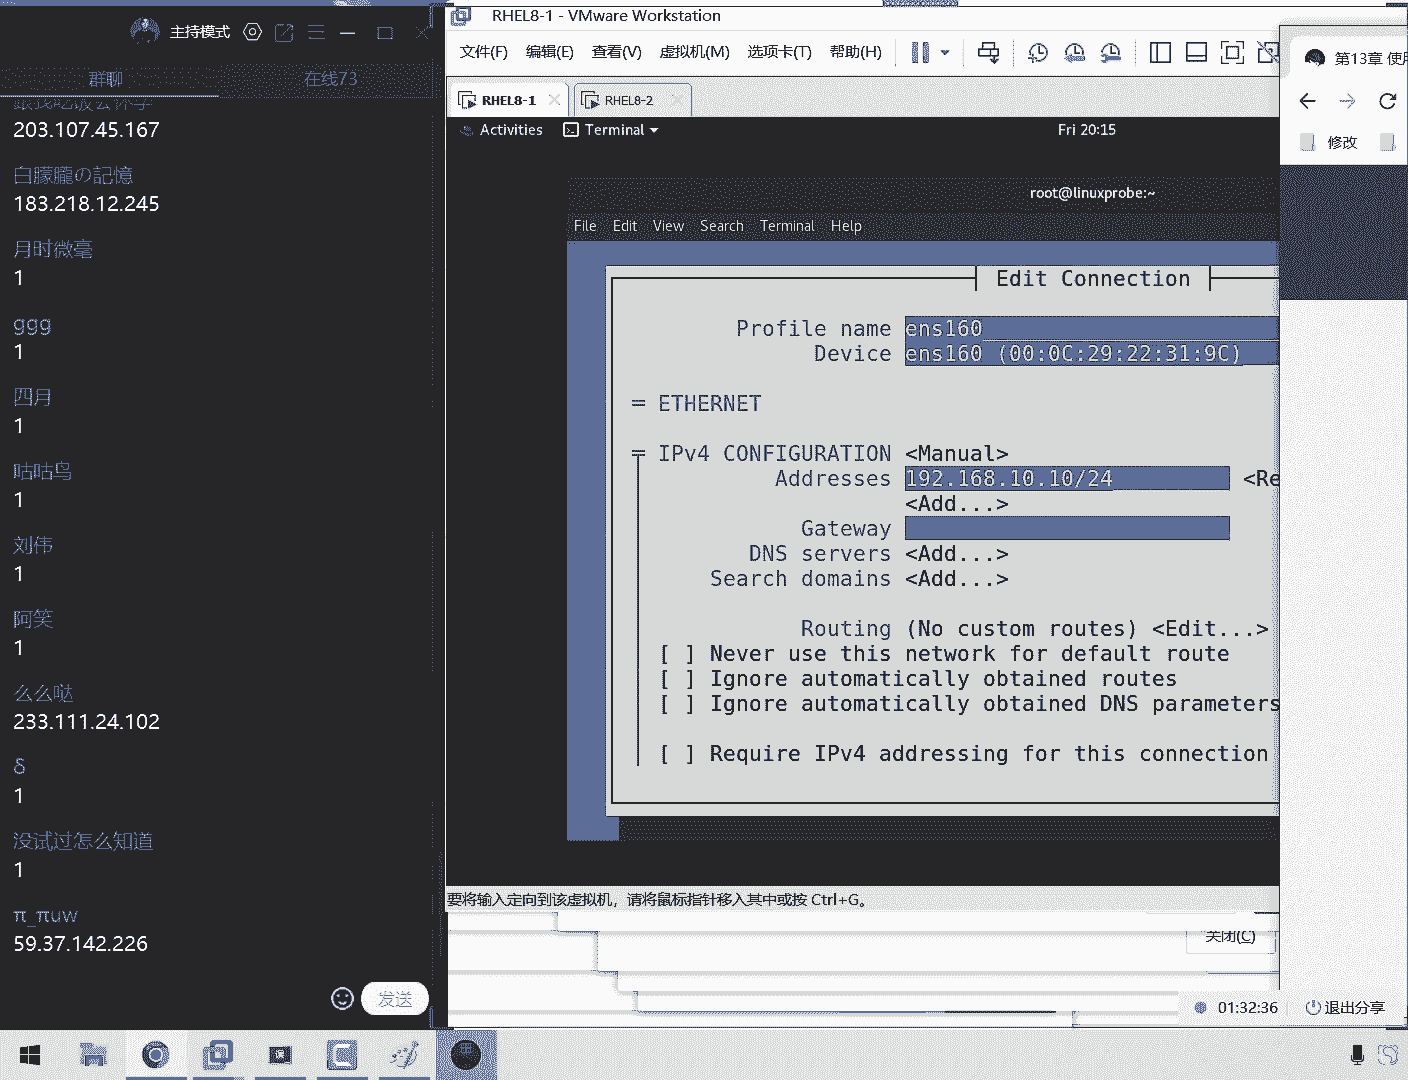 主持模式
群聊
在线73
203.107.45.167
白朦朧の記憶
183.218.12.245
月时微毫
1
ggg
1
四月
1
咕咕鸟
1
刘伟
1
阿笑
1
么么哒
233.111.24.102
δ
1
没试过怎么知道
1
π_πuw
59.37.142.226
发送
RHEL8-1 - VMware Workstation
文件(F) 编辑(E) 查看(V) 虚拟机(M) 选项卡(T) 帮助(H)
RHEL8-1
RHEL8-2
Activities Terminal Fri 20:15
root@linuxprobe:~
File Edit View Search Terminal Help
Edit Connection
Profile name ens160
Device ens160 (00:0C:29:22:31:9C)
= ETHERNET
IPv4 CONFIGURATION <Manual>
Addresses 192.168.10.10/24 <Re
<Add...>
Gateway
DNS servers <Add...>
Search domains <Add...>
Routing (No custom routes) <Edit...>
[ ] Never use this network for default route
[ ] Ignore automatically obtained routes
[ ] Ignore automatically obtained DNS parameters
[ ] Require IPv4 addressing for this connection
要将输入定向到该虚拟机，请将鼠标指针移入其中或按 Ctrl+G。
关闭(C)
第13章 使用
修改
01:32:36
退出分享